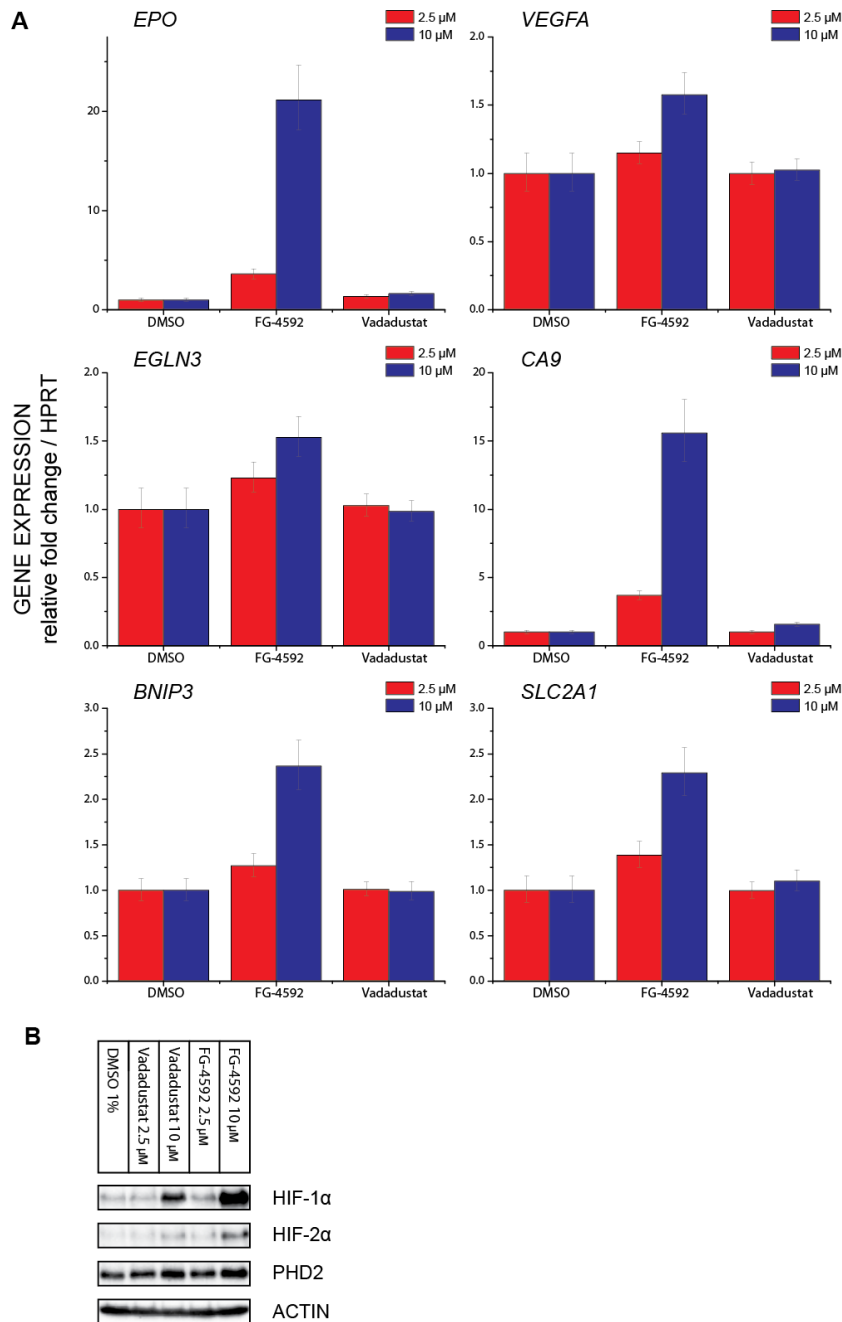 A
EPO
2.5 µM
10 µM
20
10
0
DMSO
FG-4592
Vadadustat
VEGFA
2.5 µM
10 µM
2.0
1.5
1.0
0.5
0.0
DMSO
FG-4592
Vadadustat
GENE EXPRESSION
relative fold change / HPRT
EGLN3
2.5 µM
10 µM
2.0
1.5
1.0
0.5
0.0
DMSO
FG-4592
Vadadustat
CA9
2.5 µM
10 µM
20
15
10
5
0
DMSO
FG-4592
Vadadustat
BNIP3
2.5 µM
10 µM
3.0
2.5
2.0
1.5
1.0
0.5
0.0
DMSO
FG-4592
Vadadustat
SLC2A1
2.5 µM
10 µM
3.0
2.5
2.0
1.5
1.0
0.5
0.0
DMSO
FG-4592
Vadadustat
B
DMSO 1%
Vadadustat 2.5 µM
Vadadustat 10 µM
FG-4592 2.5 µM
FG-4592 10 µM
HIF-1α
HIF-2α
PHD2
ACTIN